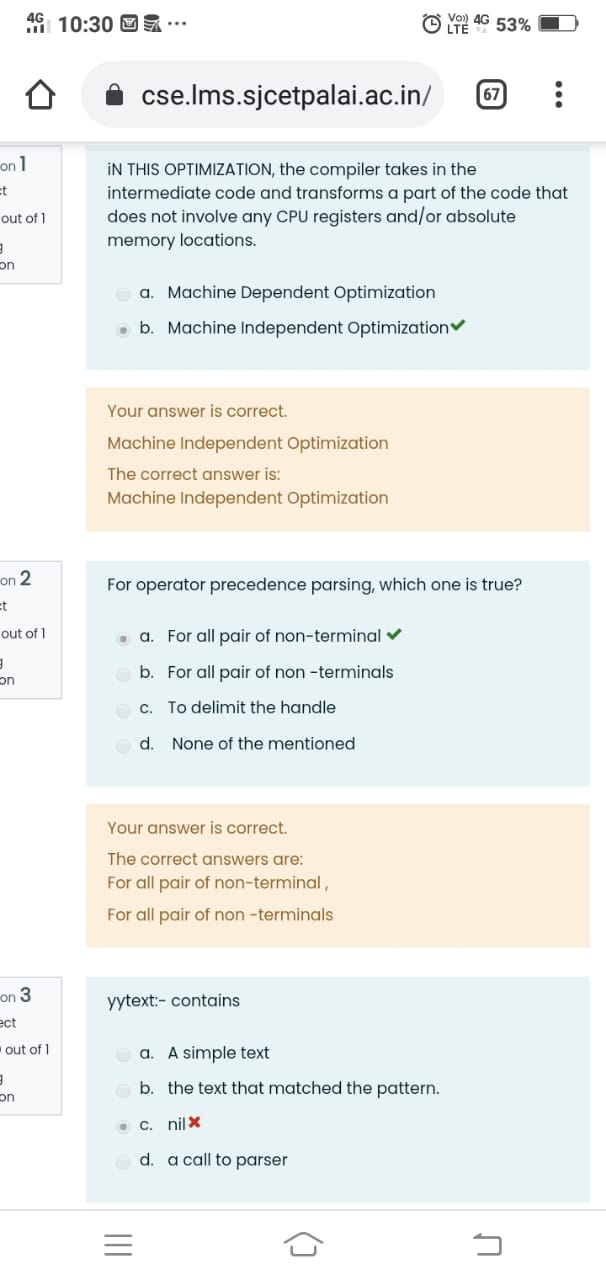 4G 10:30 ... Vo)) 4G LTE 53%
cse.lms.sjcetpalai.ac.in/ 67
on 1
ct
out of 1
g
on
iN THIS OPTIMIZATION, the compiler takes in the
intermediate code and transforms a part of the code that
does not involve any CPU registers and/or absolute
memory locations.
a. Machine Dependent Optimization
b. Machine Independent Optimization✔
Your answer is correct.
Machine Independent Optimization
The correct answer is:
Machine Independent Optimization
on 2
ct
out of 1
g
on
For operator precedence parsing, which one is true?
a. For all pair of non-terminal ✔
b. For all pair of non -terminals
c. To delimit the handle
d. None of the mentioned
Your answer is correct.
The correct answers are:
For all pair of non-terminal ,
For all pair of non -terminals
on 3
ect
out of 1
g
on
yytext:- contains
a. A simple text
b. the text that matched the pattern.
c. nil✖
d. a call to parser